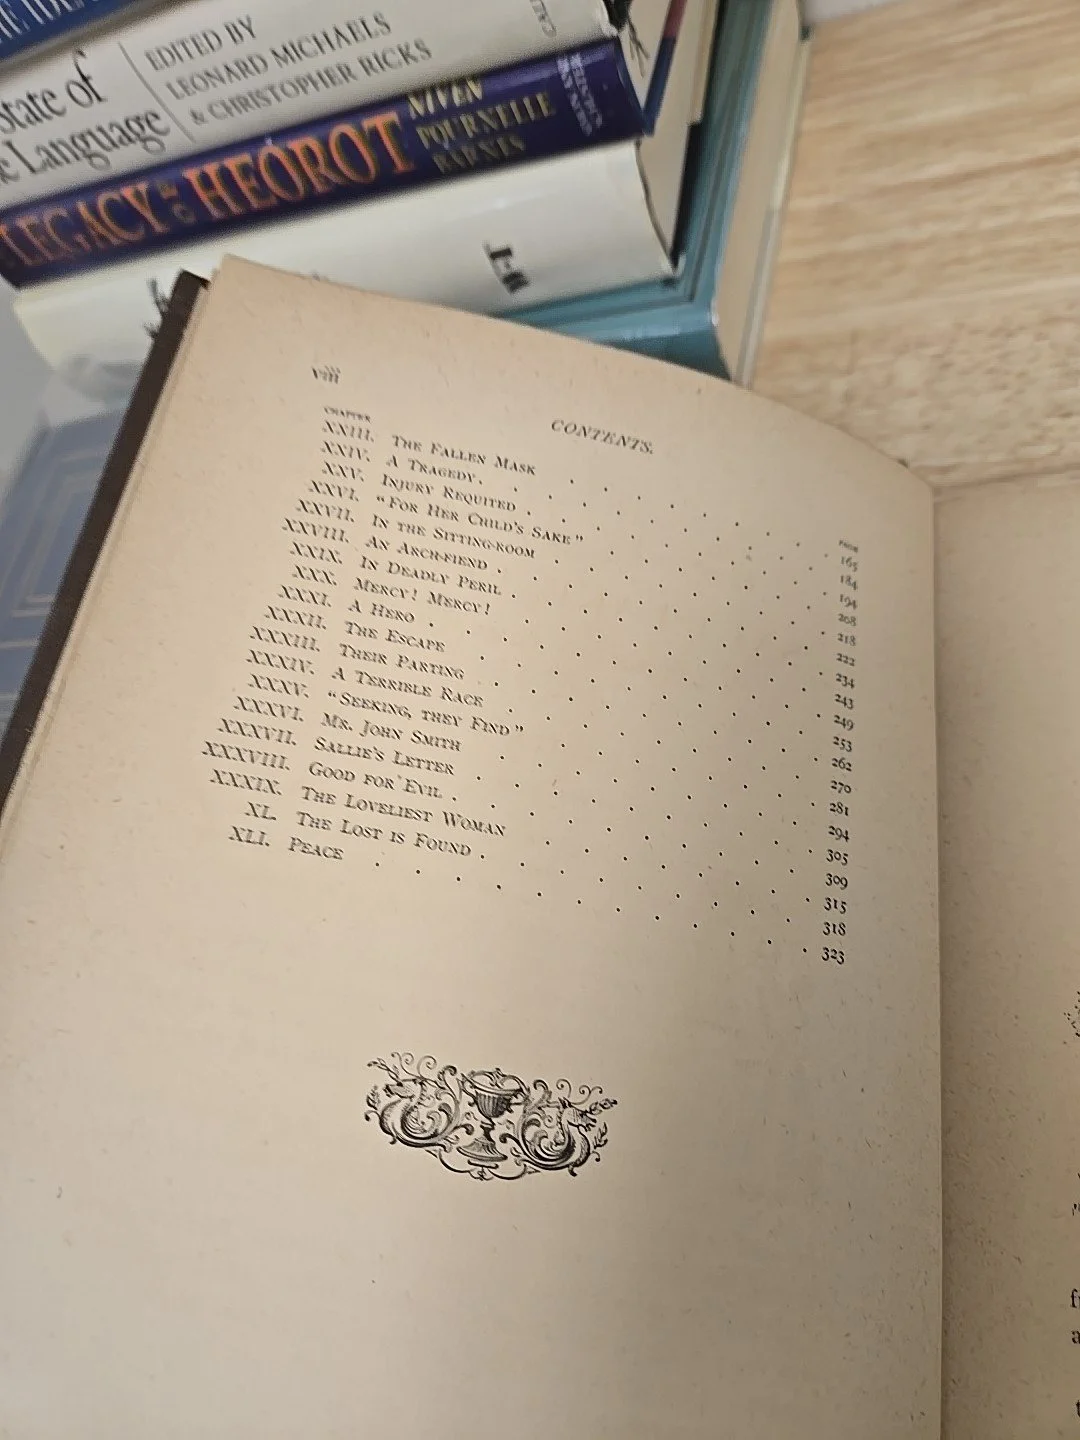 State of
Language
EDITED BY
LEONARD MICHAELS
& CHRISTOPHER RICKS
LEGACY OF HEOROT
NIVEN
POURNELLE
BARNES
viii
CONTENTS.
CHAPTER PAGE
XXIII. THE FALLEN MASK . . . . . . . 165
XXIV. A TRAGEDY . . . . . . . . 184
XXV. INJURY REQUITED . . . . . . . 194
XXVI. "FOR HER CHILD'S SAKE" . . . . . . 208
XXVII. IN THE SITTING-ROOM . . . . . . . 218
XXVIII. AN ARCH-FIEND . . . . . . . . 222
XXIX. IN DEADLY PERIL . . . . . . . . 234
XXX. MERCY! MERCY! . . . . . . . . 243
XXXI. A HERO . . . . . . . . . 249
XXXII. THE ESCAPE . . . . . . . . . 253
XXXIII. THEIR PARTING . . . . . . . . 262
XXXIV. A TERRIBLE RACE . . . . . . . . 270
XXXV. "SEEKING, THEY FIND" . . . . . . . 281
XXXVI. MR. JOHN SMITH . . . . . . . . 294
XXXVII. SALLIE'S LETTER . . . . . . . . 305
XXXVIII. GOOD FOR EVIL . . . . . . . . 309
XXXIX. THE LOVELIEST WOMAN . . . . . . . 315
XL. THE LOST IS FOUND . . . . . . . . 318
XLI. PEACE . . . . . . . . . . . 323